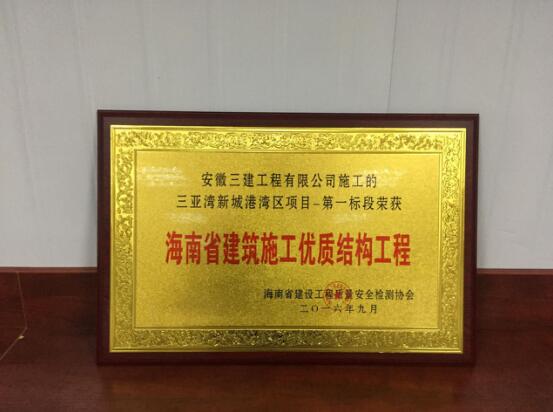 安徽三建工程有限公司施工的
三亚湾新城港湾区项目-第一标段荣获
海南省建筑施工优质结构工程
海南省建设工程质量安全检测协会
二〇一六年九月